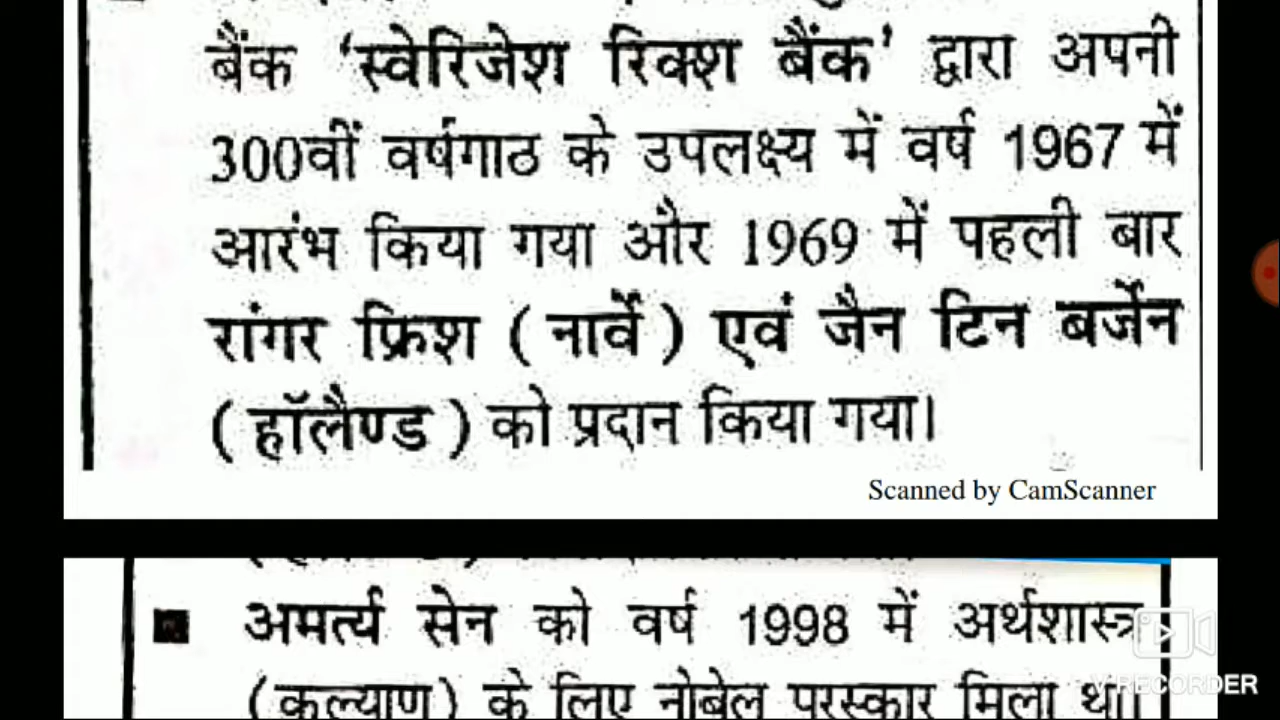 बैंक ‘स्वेरिजेश रिक्श बैंक’ द्वारा अपनी
300वीं वर्षगाठ के उपलक्ष्य में वर्ष 1967 में
आरंभ किया गया और 1969 में पहली बार
रांगर फ्रिश (नार्वे) एवं जैन टिन बर्जेन
(हॉलैण्ड) को प्रदान किया गया।
Scanned by CamScanner
अमर्त्य सेन को वर्ष 1998 में अर्थशास्त्र
(कल्याण) के लिए नोबेल पुरस्कार मिला था।
RECORDER